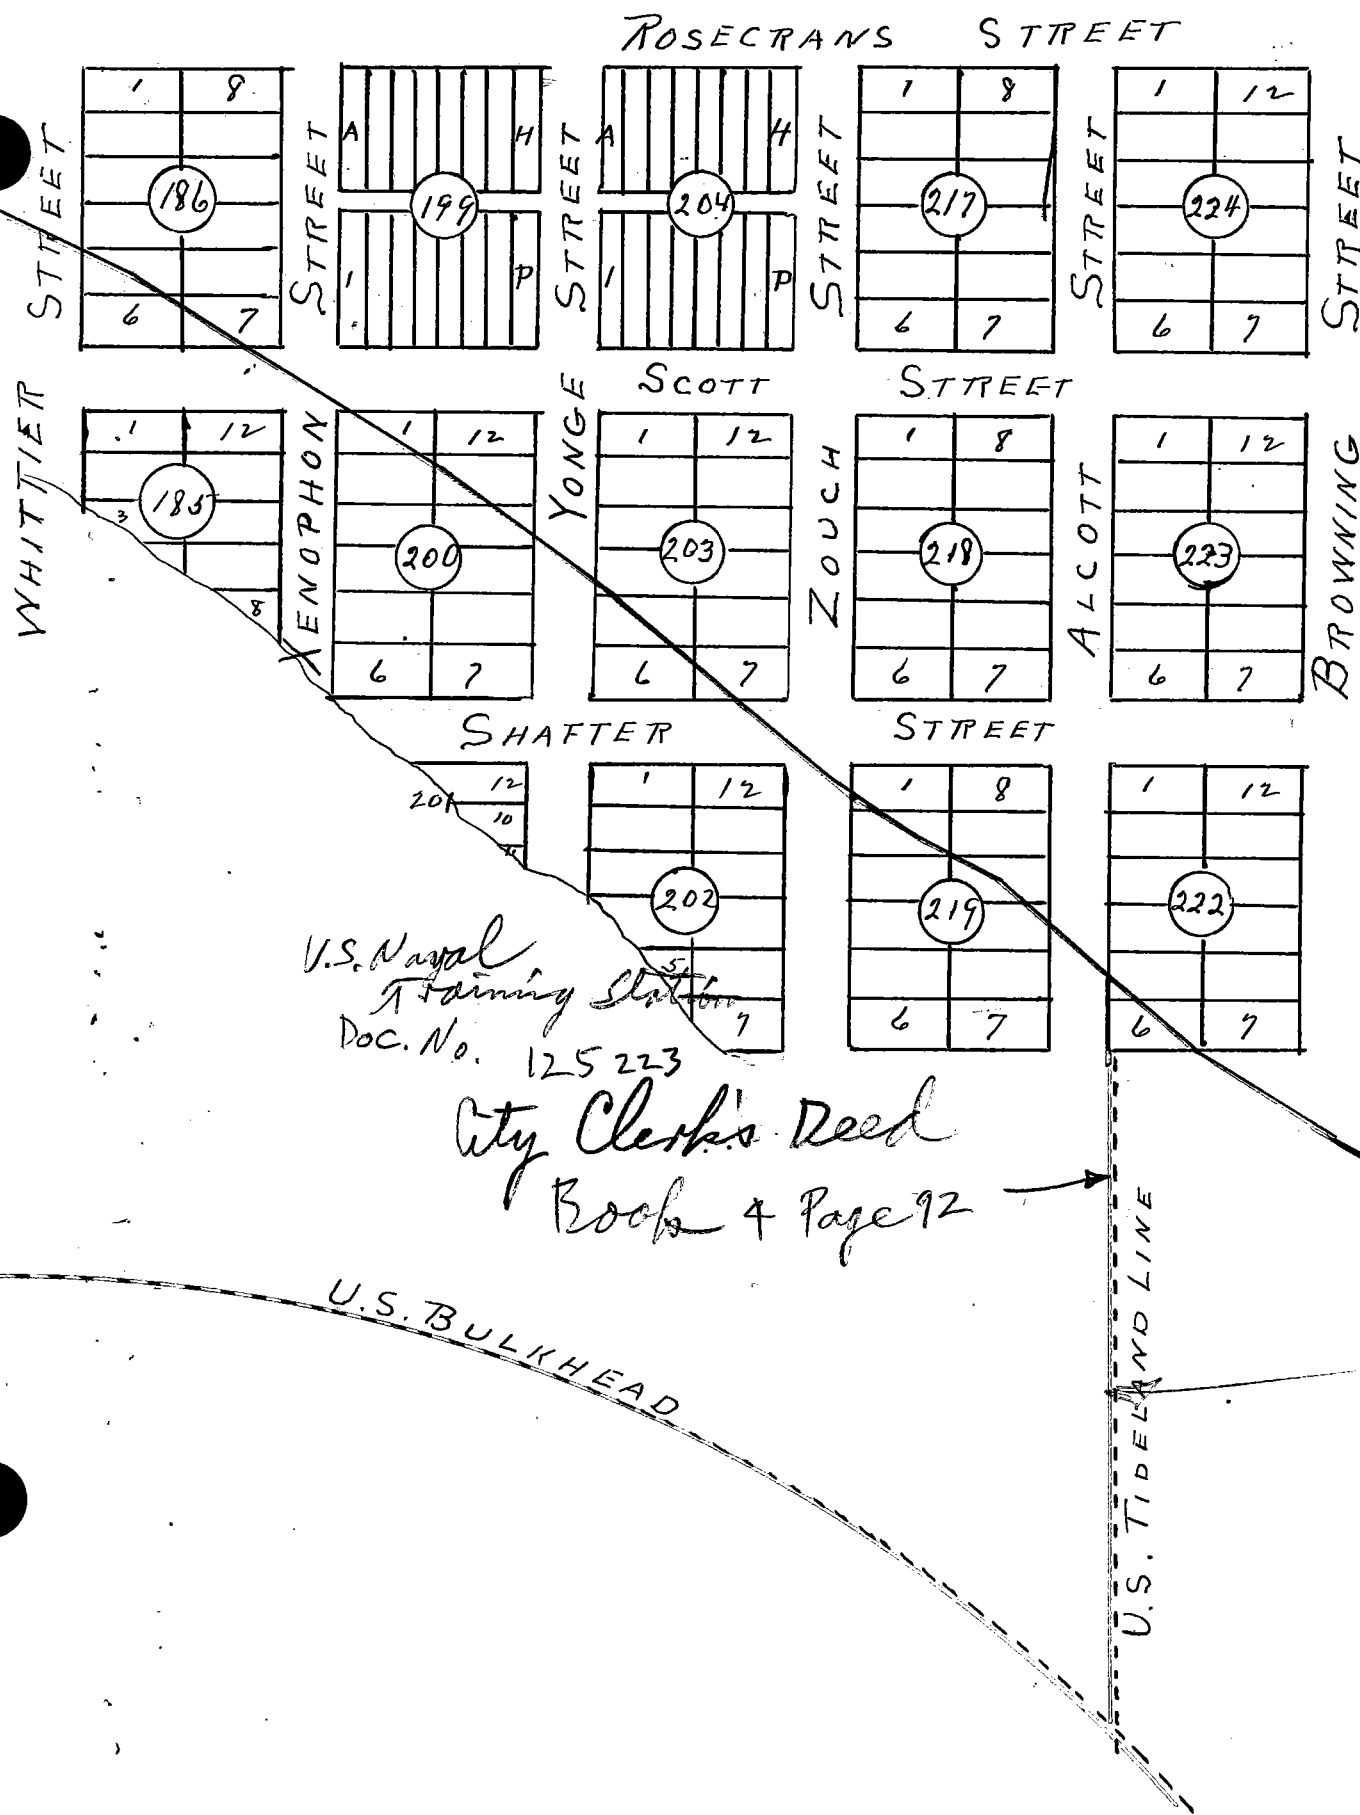 ROSECRANS STREET
1 8
A H
A H
1 8
1 12
186
199
204
217
224
6 7
I P
I P
6 7
6 7
WHITTIER STREET
XENOPHON STREET
YONGE STREET
ZOUCH STREET
ALCOTT STREET
BROWNING STREET
SCOTT STREET
1 12
1 12
1 12
1 8
1 12
185
200
203
218
223
3
8
6 7
6 7
6 7
6 7
SHAFTER STREET
12
1 12
1 8
1 12
201
10
202
219
222
5
7
6 7
6 7
U.S. Naval
Training Station
Doc. No. 125223
City Clerk's Deed
Book 4 Page 92
U.S. BULKHEAD
U.S. TIDELAND LINE